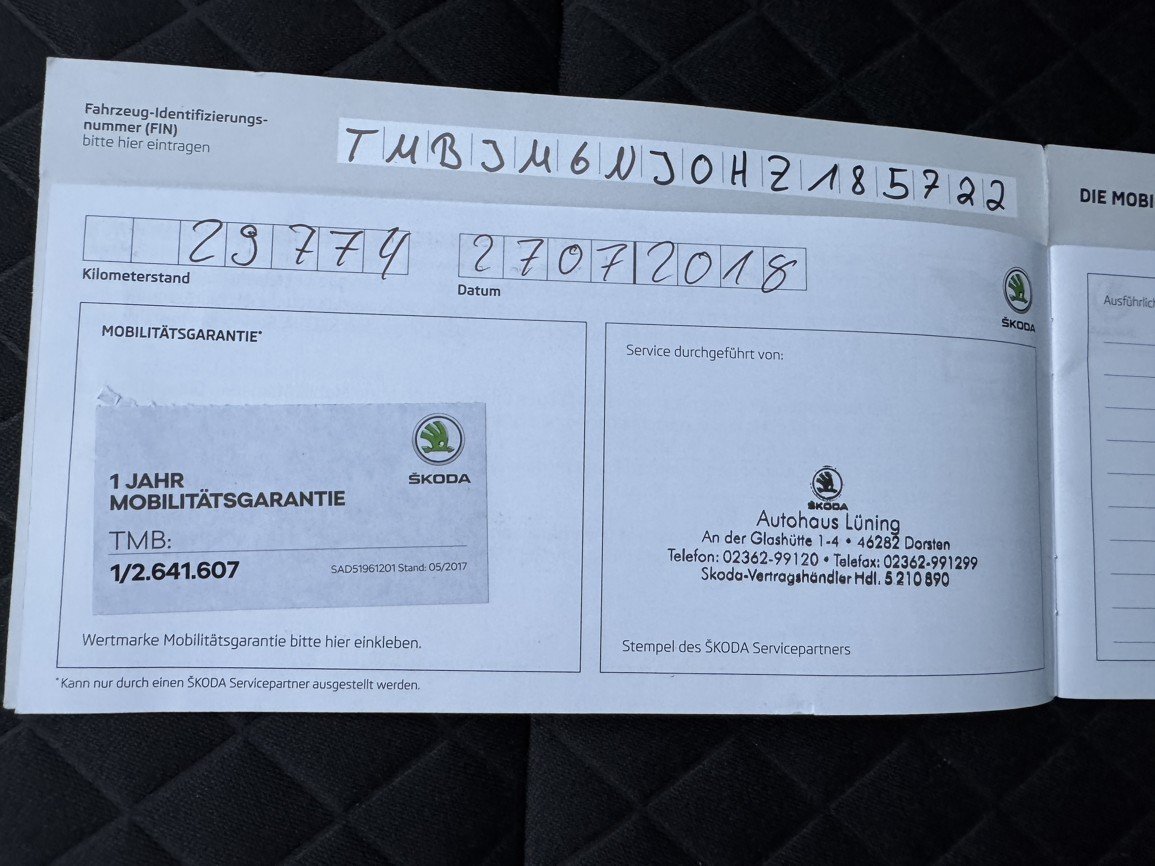 Fahrzeug-Identifizierungs-
nummer (FIN)
bitte hier eintragen
TMBJM6NJ0HZ185722
29774
Kilometerstand
27072018
Datum
ŠKODA
MOBILITÄTSGARANTIE*
ŠKODA
1 JAHR
MOBILITÄTSGARANTIE
TMB:
1/2.641.607
SAD51961201 Stand: 05/2017
Wertmarke Mobilitätsgarantie bitte hier einkleben.
*Kann nur durch einen ŠKODA Servicepartner ausgestellt werden.
Service durchgeführt von:
ŠKODA
Autohaus Lüning
An der Glashütte 1-4 • 46282 Dorsten
Telefon: 02362-99120 • Telefax: 02362-991299
Skoda-Vertragshändler Hdl. 5 210 890
Stempel des ŠKODA Servicepartners
DIE MOBI
Ausführlic